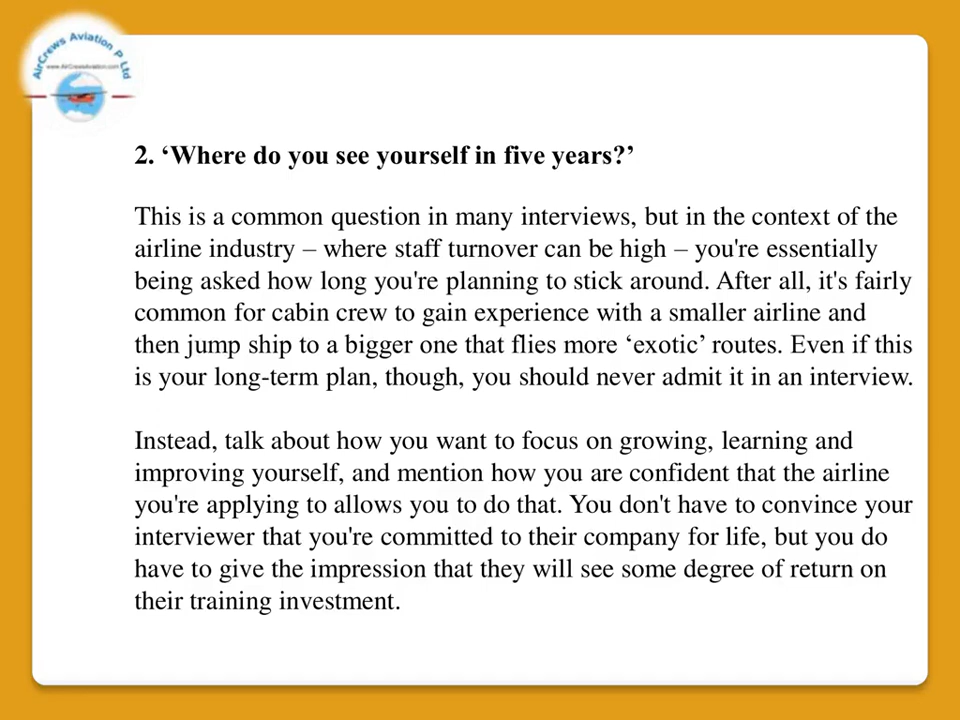 AirCrews Aviation P Ltd
www.AirCrewsAviation.com
2. ‘Where do you see yourself in five years?’
This is a common question in many interviews, but in the context of the
airline industry – where staff turnover can be high – you're essentially
being asked how long you're planning to stick around. After all, it's fairly
common for cabin crew to gain experience with a smaller airline and
then jump ship to a bigger one that flies more ‘exotic’ routes. Even if this
is your long-term plan, though, you should never admit it in an interview.
Instead, talk about how you want to focus on growing, learning and
improving yourself, and mention how you are confident that the airline
you're applying to allows you to do that. You don't have to convince your
interviewer that you're committed to their company for life, but you do
have to give the impression that they will see some degree of return on
their training investment.